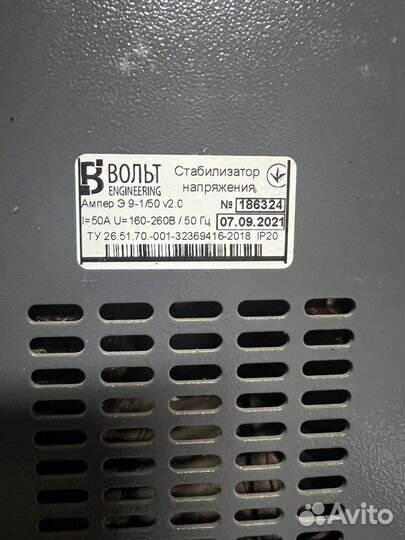 ВОЛЬТ
ENGINEERING
Стабилизатор
напряжения
Ампер Э 9-1/50 v2.0
№ 186324
I=50A U=160-260В / 50 Гц
07.09.2021
ТУ 26.51.70.-001-32369416-2018 IP20
Avito